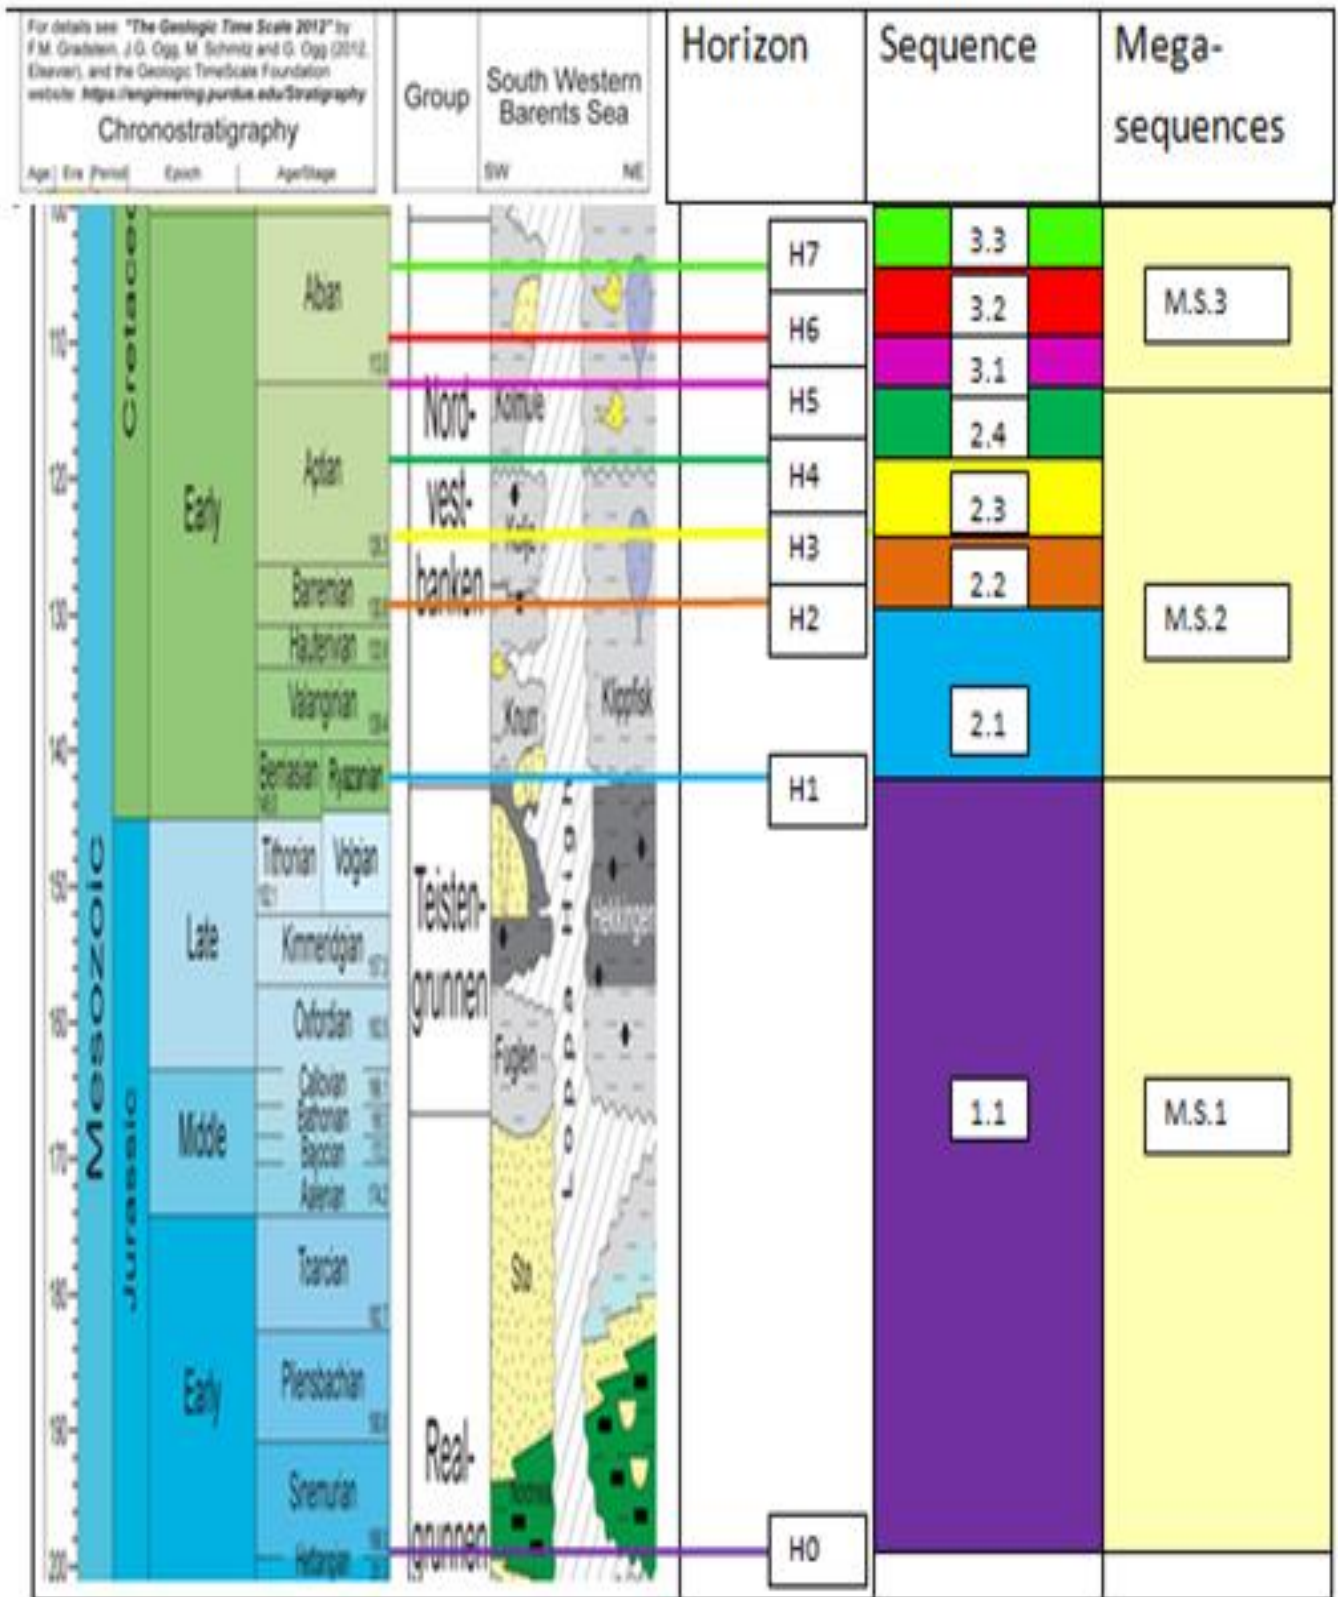 For details see "The Geologic Time Scale 2012" by
F.M. Gradstein, J.G. Ogg, M. Schmitz and G. Ogg (2012,
Elsevier), and the Geologic TimeScale Foundation
website https://engineering.purdue.edu/Stratigraphy
Chronostratigraphy
Age Era Period Epoch Age/Stage
Group
South Western
Barents Sea
SW NE
Horizon
Sequence
Mega-
sequences
Mesozoic
Cretaceo
Jurassic
Early
Late
Middle
Early
Albian
Aptian
Barremian
Hauterivian
Valanginian
Berriasian Ryazanian
Tithonian Volgian
Kimmeridgian
Oxfordian
Callovian
Bathonian
Bajocian
Aalenian
Toarcian
Pliensbachian
Sinemurian
Hettangian
110
120
130
140
150
160
170
180
190
200
Nord-
vest-
banken
Teisten-
grunnen
Real-
grunnen
Kolmule
Kolje
Knurr
Klippfisk
Hekkingen
Fuglen
Stø
Loppa High
H7
H6
H5
H4
H3
H2
H1
H0
3.3
3.2
3.1
2.4
2.3
2.2
2.1
1.1
M.S.3
M.S.2
M.S.1